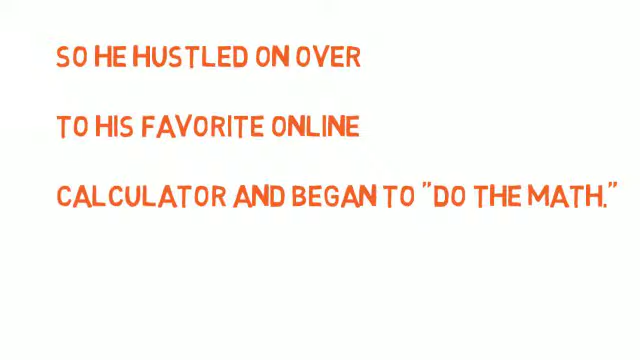 SO HE HUSTLED ON OVER
TO HIS FAVORITE ONLINE
CALCULATOR AND BEGAN TO "DO THE MATH."